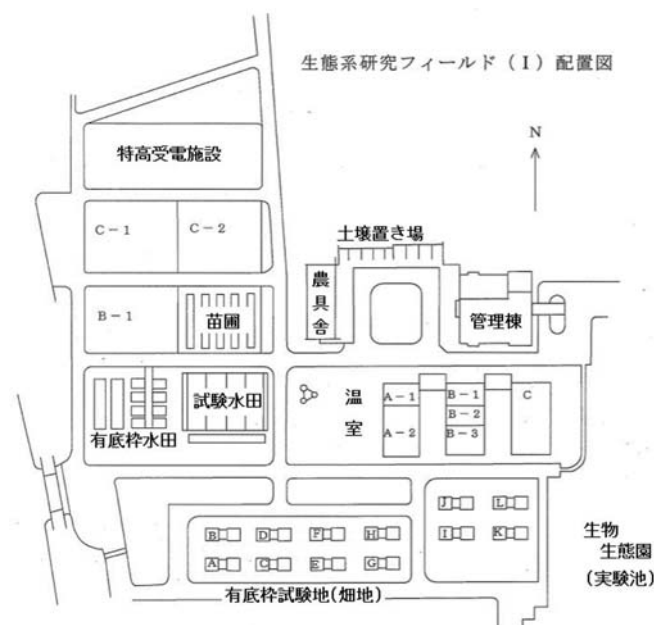 生態系研究フィールド（Ⅰ）配置図
N
特高受電施設
C－1
C－2
土壌置き場
農具舎
管理棟
B－1
苗圃
試験水田
有底枠水田
温室
A－1
A－2
B－1
B－2
B－3
C
J
L
I
K
B
D
F
H
A
C
E
G
有底枠試験地(畑地)
生物
生態園
(実験池)